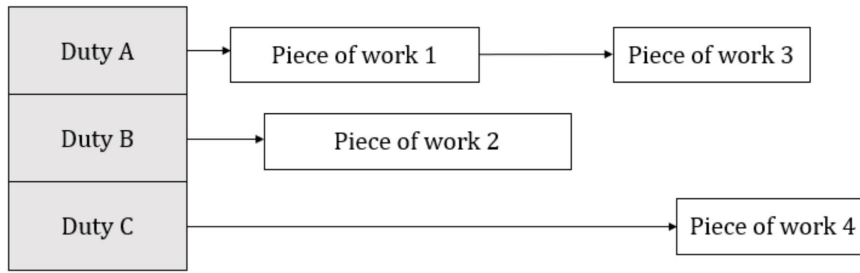 Duty A
Piece of work 1
Piece of work 3
Duty B
Piece of work 2
Duty C
Piece of work 4